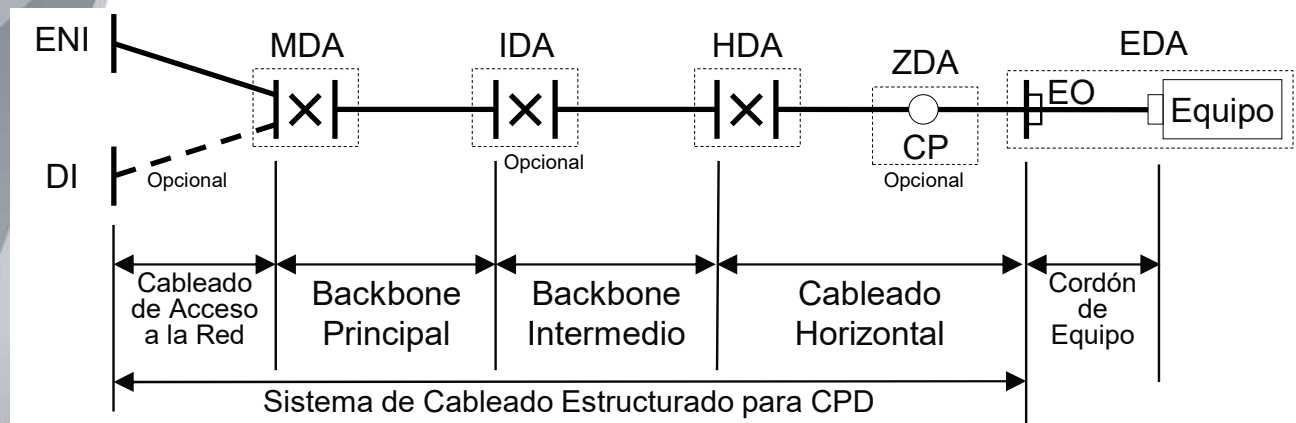 ENI
MDA
IDA
HDA
ZDA
EDA
EO
Equipo
CP
DI
Opcional
Opcional
Opcional
Cableado
de Acceso
a la Red
Backbone
Principal
Backbone
Intermedio
Cableado
Horizontal
Cordón
de
Equipo
Sistema de Cableado Estructurado para CPD